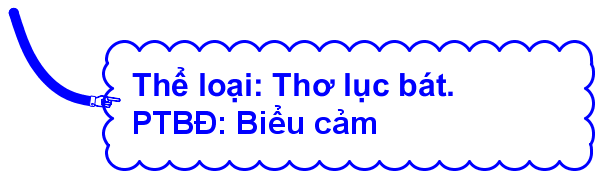 Thể loại: Thơ lục bát.
PTBĐ: Biểu cảm